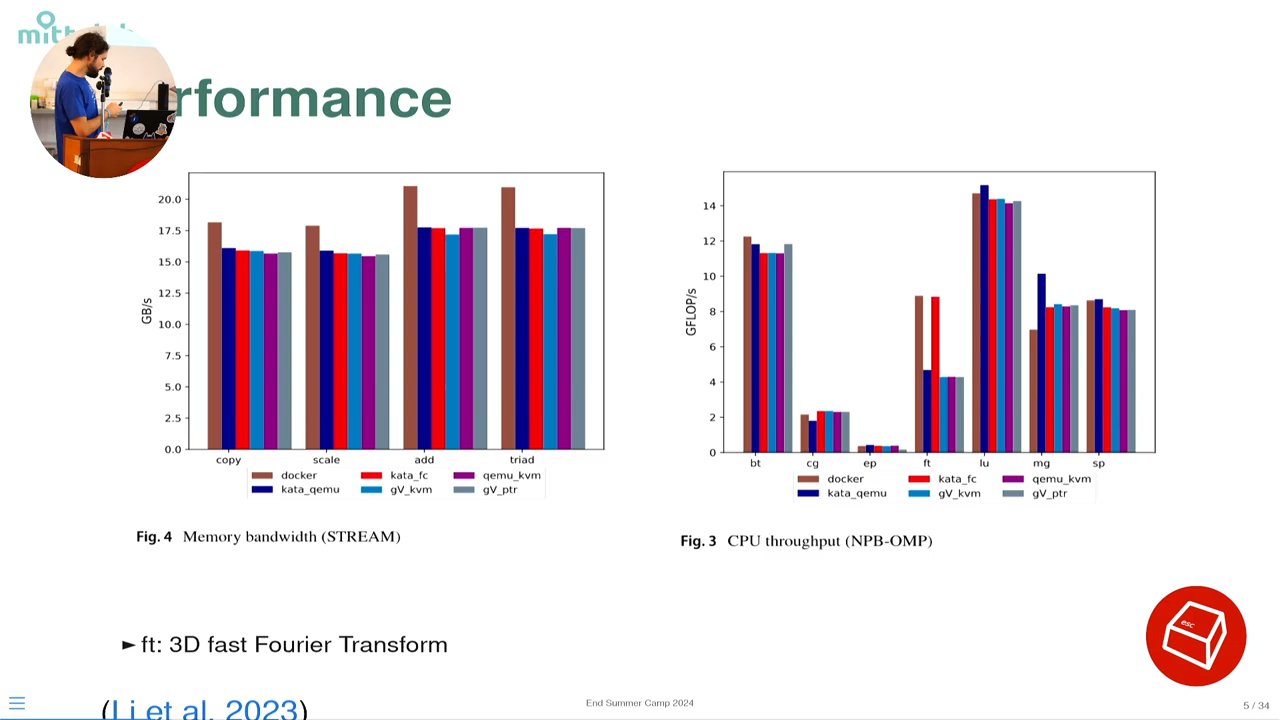 rformance
20.0
17.5
15.0
12.5
10.0
7.5
5.0
2.5
0.0
GB/s
copy scale add triad
docker kata_fc qemu_kvm
kata_qemu gV_kvm gV_ptr
Fig. 4 Memory bandwidth (STREAM)
14
12
10
8
6
4
2
0
GFLOP/s
bt cg ep ft lu mg sp
docker kata_fc qemu_kvm
kata_qemu gV_kvm gV_ptr
Fig. 3 CPU throughput (NPB-OMP)
► ft: 3D fast Fourier Transform
esc
(Li et al. 2023)
End Summer Camp 2024
5 / 34